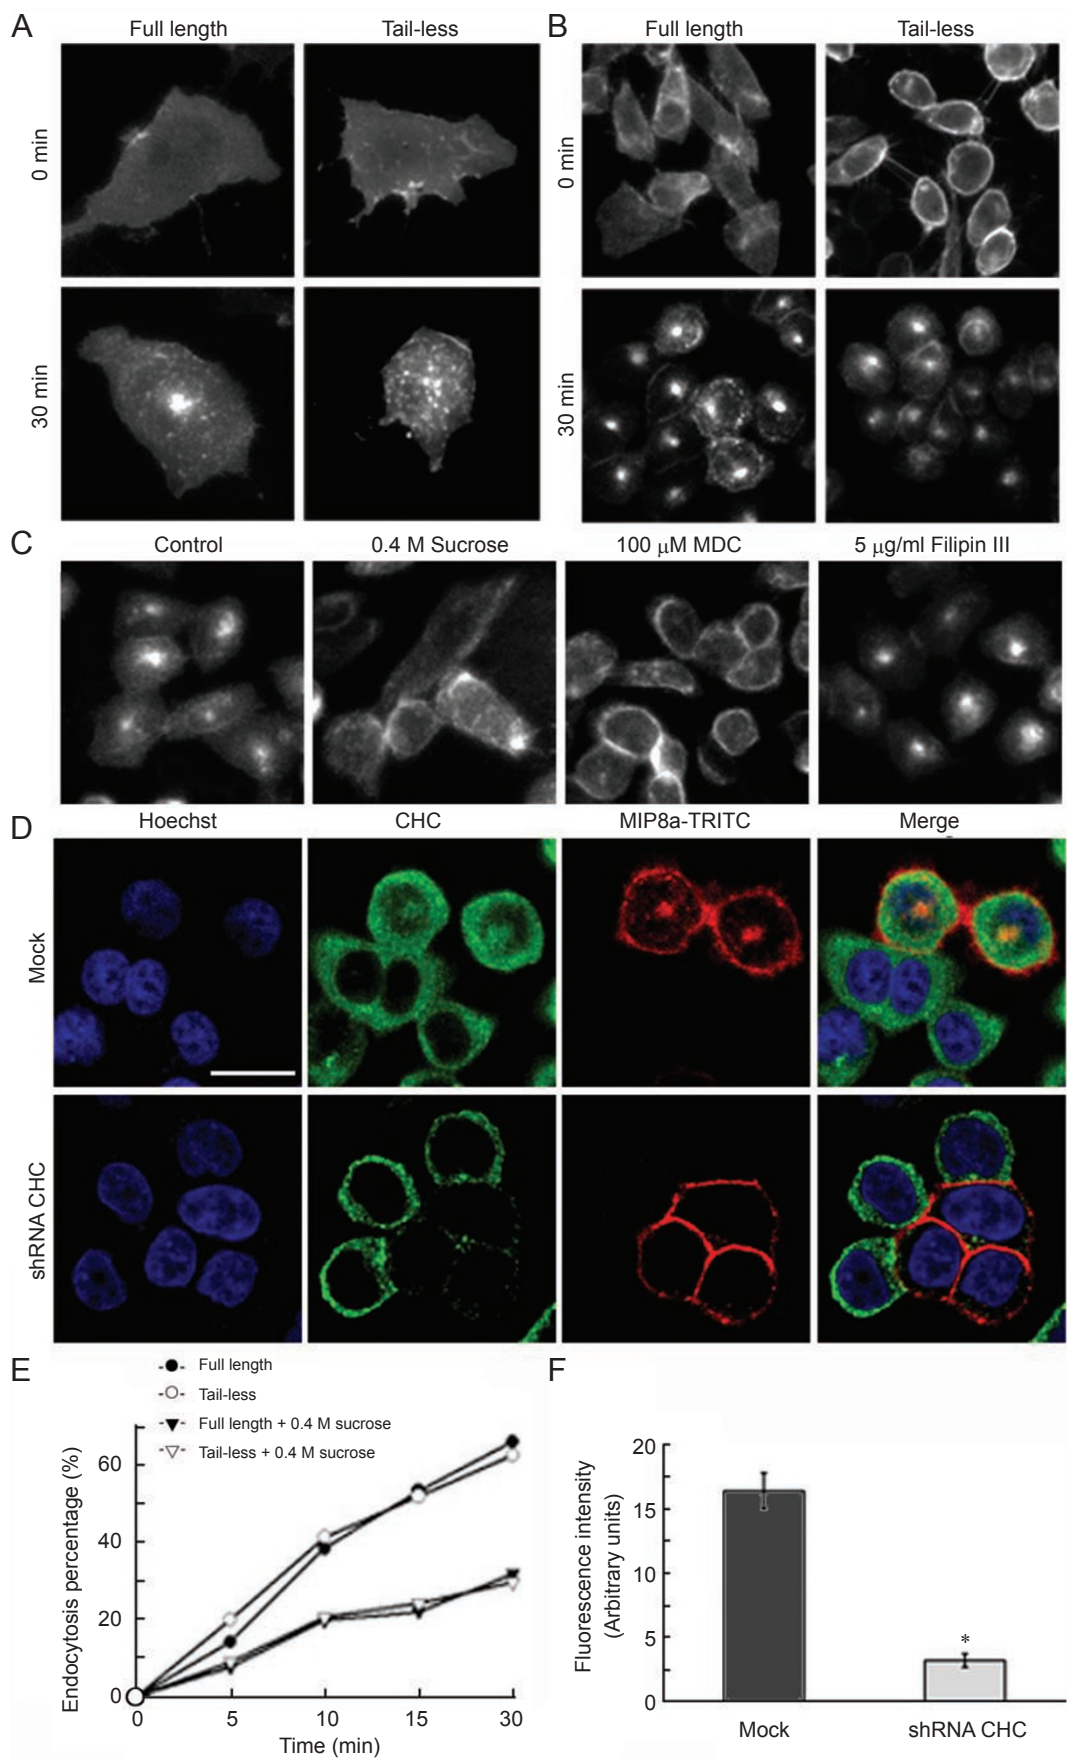 A
Full length
Tail-less
B
Full length
Tail-less
0 min
0 min
30 min
30 min
C
Control
0.4 M Sucrose
100 μM MDC
5 μg/ml Filipin III
D
Hoechst
CHC
MIP8a-TRITC
Merge
Mock
shRNA CHC
E
Full length
Tail-less
Full length + 0.4 M sucrose
Tail-less + 0.4 M sucrose
Endocytosis percentage (%)
60
40
20
0
0
5
10
15
30
Time (min)
F
Fluorescence intensity
(Arbitrary units)
20
15
10
5
0
*
Mock
shRNA CHC